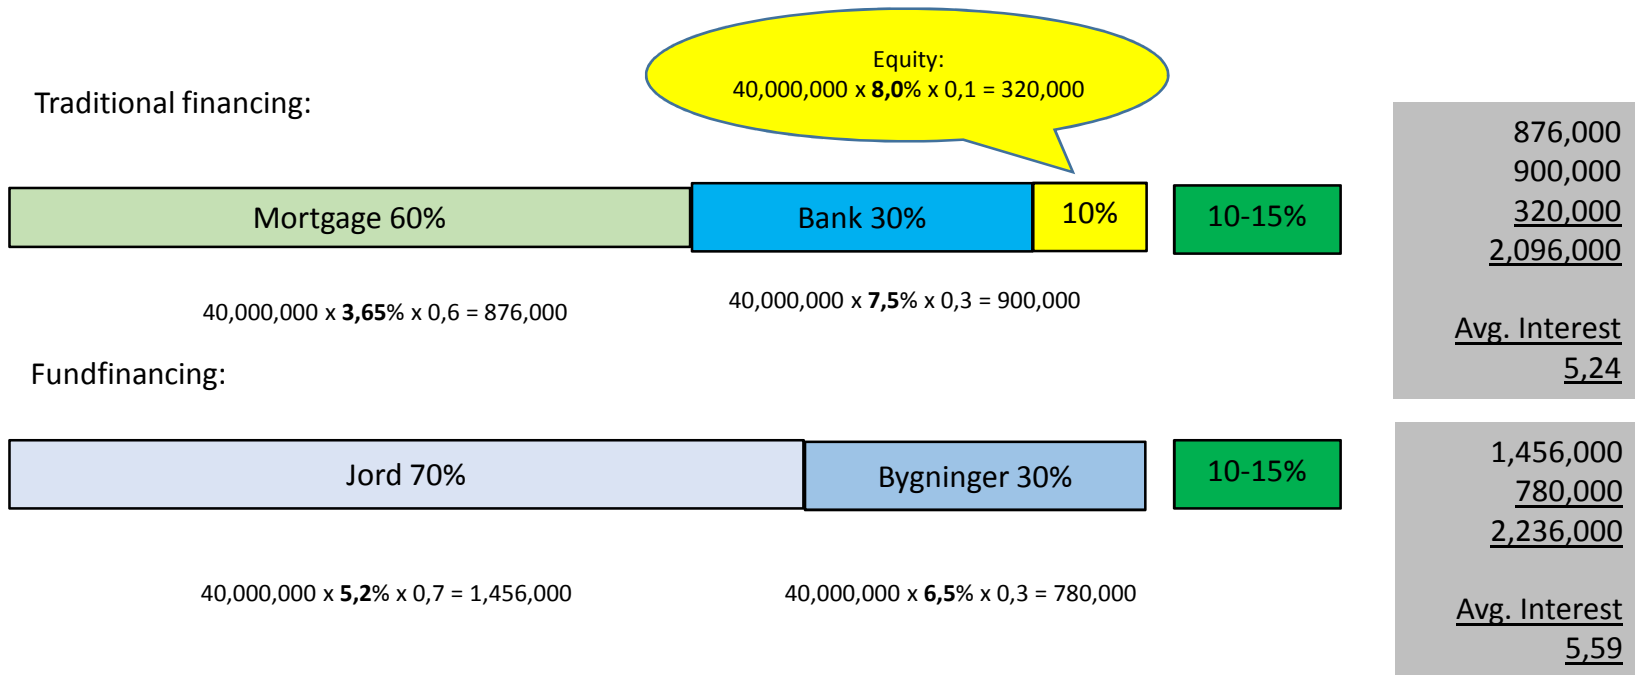 Equity:
40,000,000 x 8,0% x 0,1 = 320,000
Traditional financing:
Mortgage 60%
Bank 30%
10%
10-15%
40,000,000 x 3,65% x 0,6 = 876,000
40,000,000 x 7,5% x 0,3 = 900,000
876,000
900,000
320,000
2,096,000
Avg. Interest
5,24
Fundfinancing:
Jord 70%
Bygninger 30%
10-15%
40,000,000 x 5,2% x 0,7 = 1,456,000
40,000,000 x 6,5% x 0,3 = 780,000
1,456,000
780,000
2,236,000
Avg. Interest
5,59